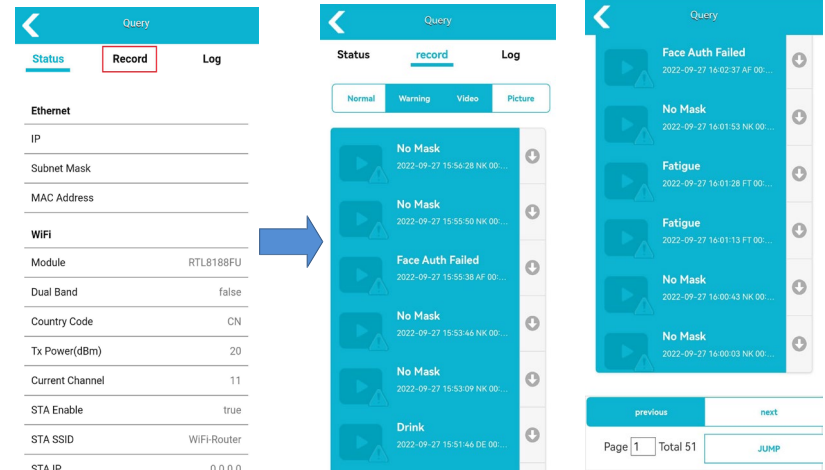 Query
Status Record Log
Ethernet
IP
Subnet Mask
MAC Address
WiFi
Module RTL8188FU
Dual Band false
Country Code CN
Tx Power(dBm) 20
Current Channel 11
STA Enable true
STA SSID WiFi-Router
STA IP 0.0.0.0
Query
Status record Log
Normal Warning Video Picture
No Mask
2022-09-27 15:56:28 NK 00:...
No Mask
2022-09-27 15:55:50 NK 00:...
Face Auth Failed
2022-09-27 15:55:38 AF 00:...
No Mask
2022-09-27 15:53:46 NK 00:...
No Mask
2022-09-27 15:53:09 NK 00:...
Drink
2022-09-27 15:51:46 DE 00:...
Query
Face Auth Failed
2022-09-27 16:02:37 AF 00:...
No Mask
2022-09-27 16:01:53 NK 00:...
Fatigue
2022-09-27 16:01:28 FT 00:...
Fatigue
2022-09-27 16:01:13 FT 00:...
No Mask
2022-09-27 16:00:43 NK 00:...
No Mask
2022-09-27 16:00:03 NK 00:...
previous next
Page 1 Total 51 JUMP